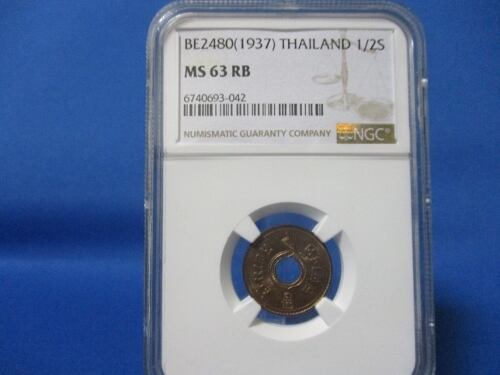 BE2480(1937) THAILAND 1/2S
MS 63 RB
6740693-042
NUMISMATIC GUARANTY COMPANY
NGC®